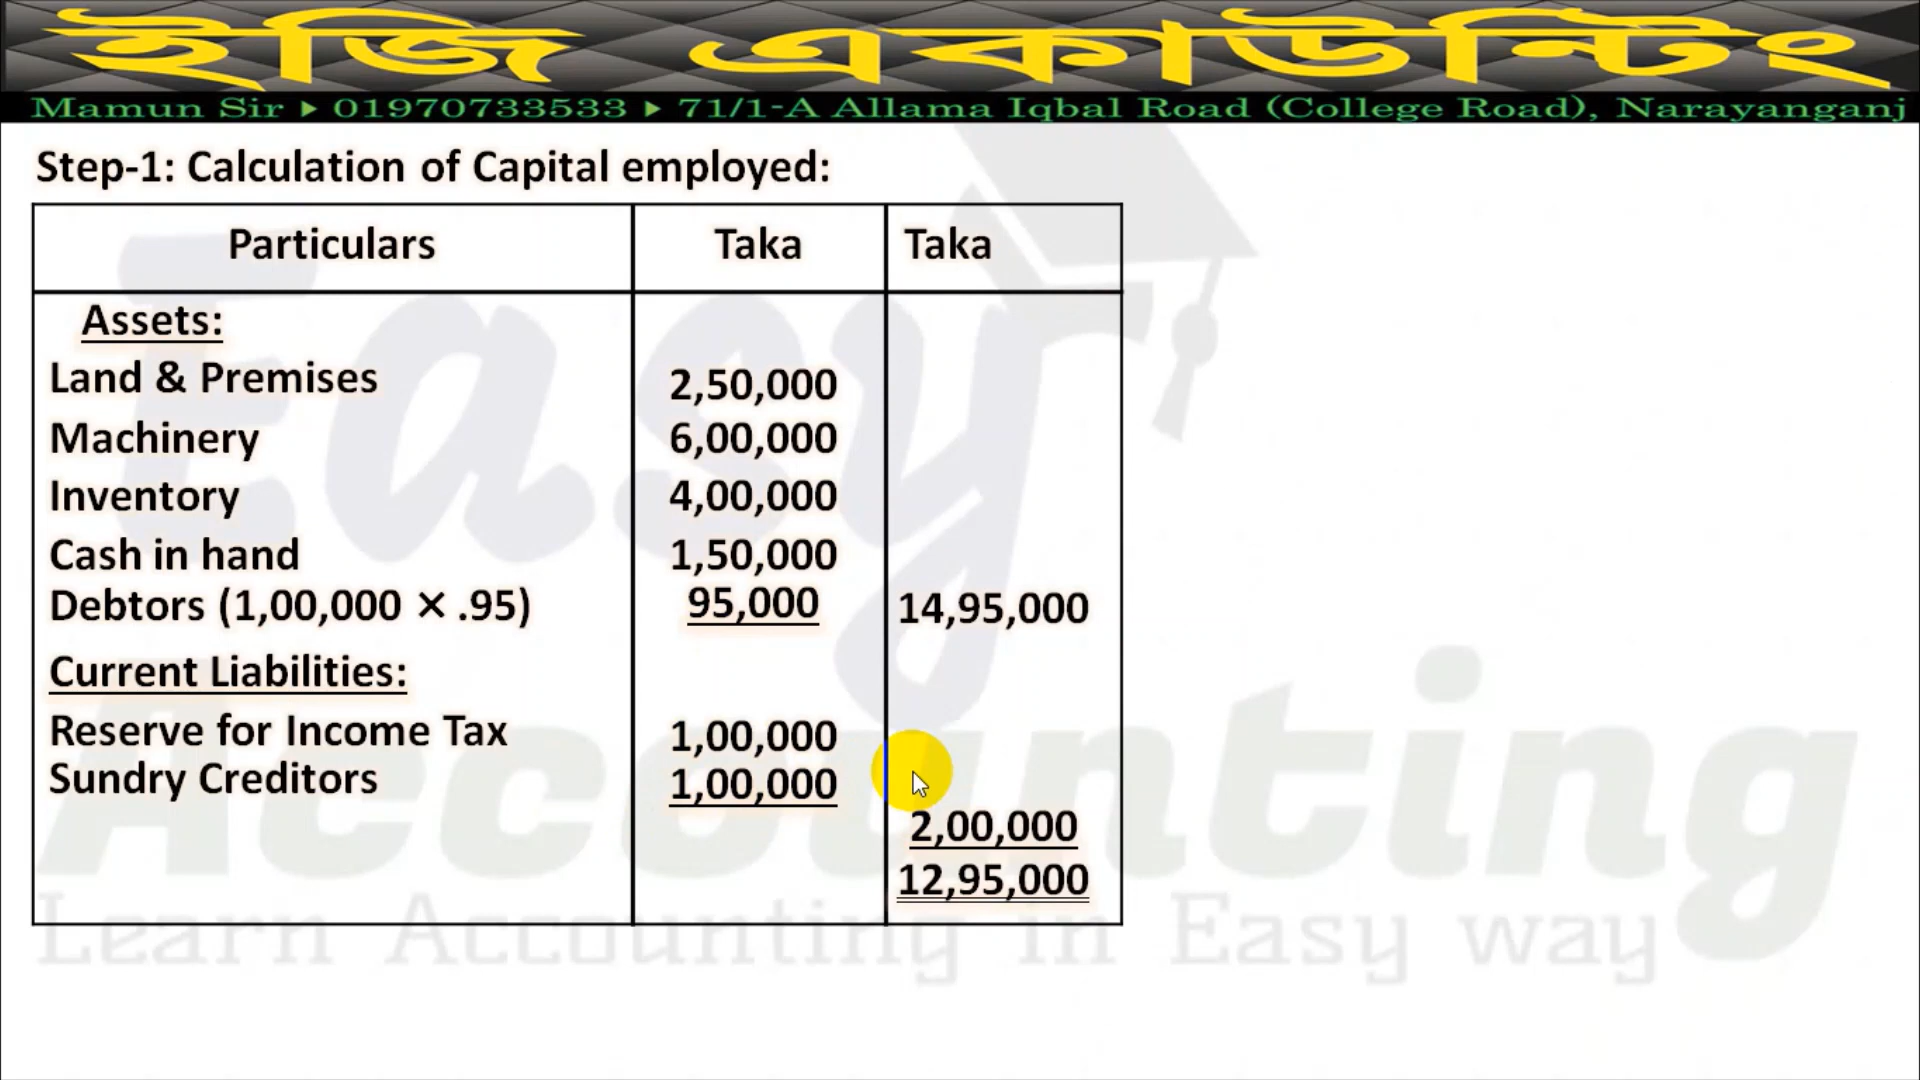 ইজি একাউন্টিং
Mamun Sir ▶ 01970733533 ▶ 71/1-A Allama Iqbal Road (College Road), Narayanganj
Step-1: Calculation of Capital employed:
Particulars Taka Taka
Assets:
Land & Premises 2,50,000
Machinery 6,00,000
Inventory 4,00,000
Cash in hand 1,50,000
Debtors (1,00,000 × .95) 95,000 14,95,000
Current Liabilities:
Reserve for Income Tax 1,00,000
Sundry Creditors 1,00,000
2,00,000
12,95,000
Easy
Accounting
Learn Accounting in Easy way